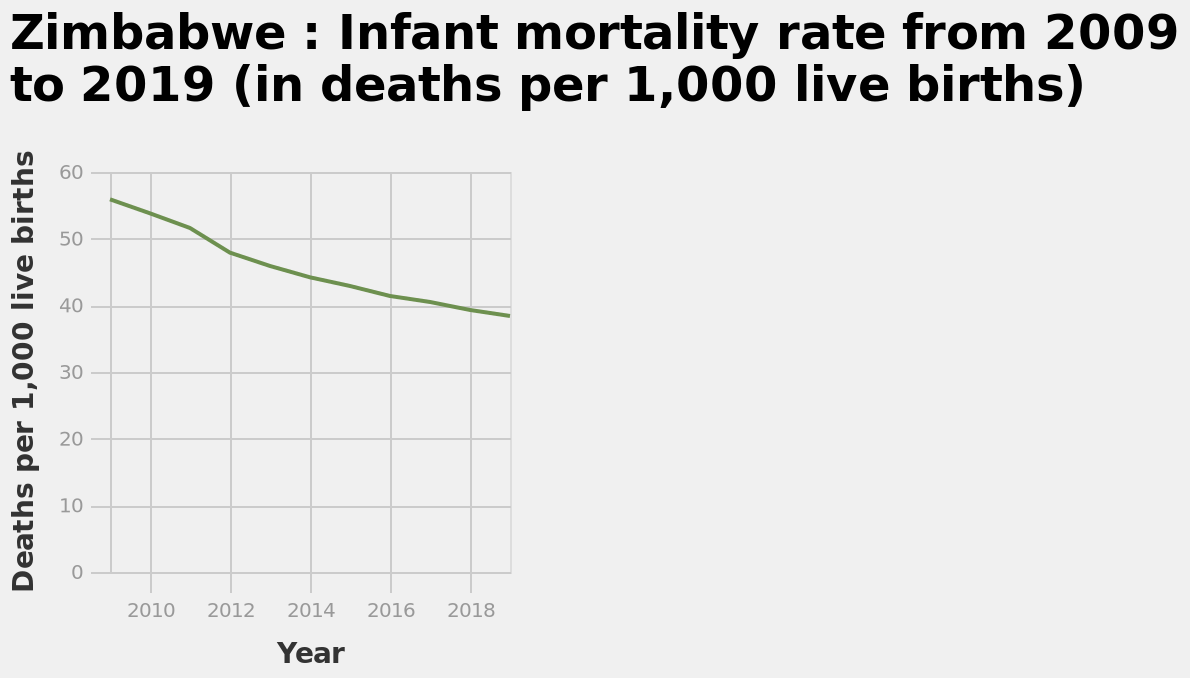 Zimbabwe : Infant mortality rate from 2009
to 2019 (in deaths per 1,000 live births)
Deaths per 1,000 live births
60
50
40
30
20
10
0
2010 2012 2014 2016 2018
Year